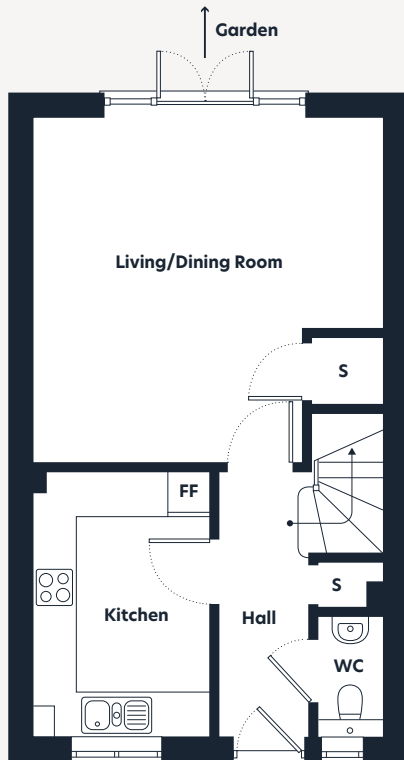 Garden
Living/Dining Room
S
FF
S
Kitchen
Hall
WC